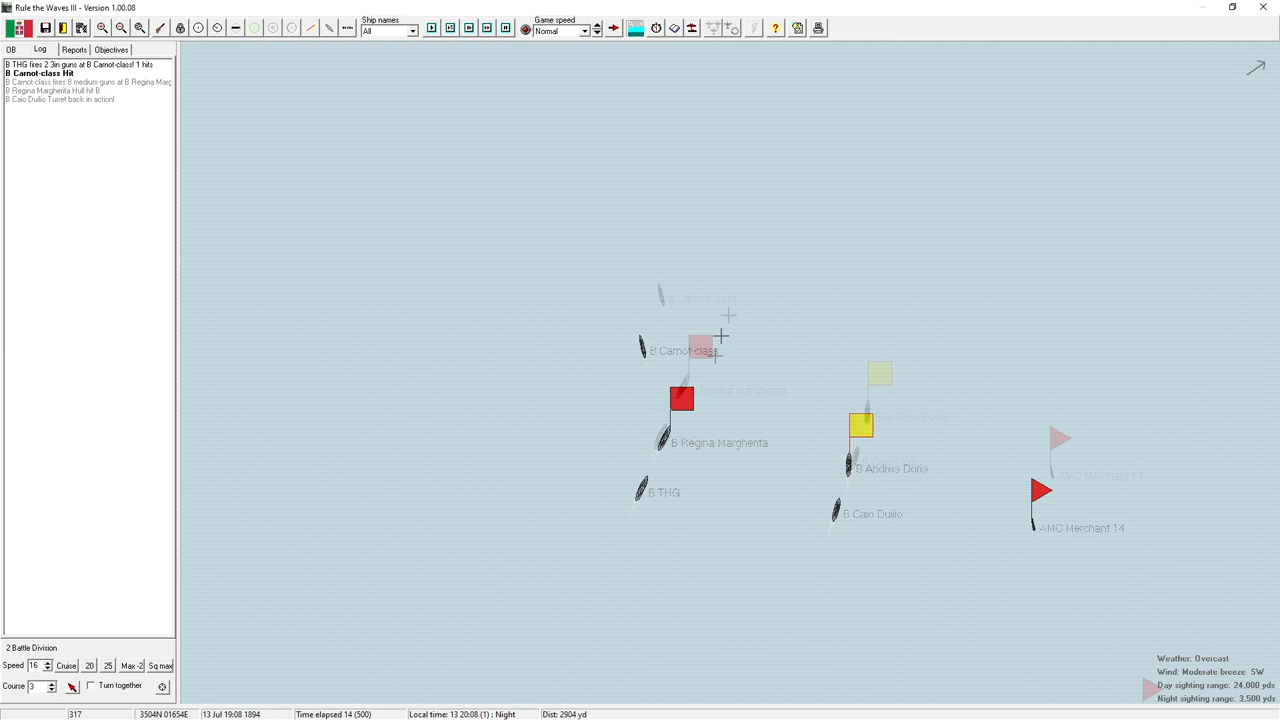 Rule the Waves III - Version 1.00.08
Ship names
All
Game speed
Normal
OB Log Reports Objectives
B THG fires 2 3in guns at B Carnot-class! 1 hits
B Carnot-class Hit
B Carnot-class fires 8 medium guns at B Regina Marg
B Regina Margherita Hull hit B
B Caio Duilio Turret back in action!
B Carnot class
B Carnot-class
B Regina Margherita
B Regina Margherita
B THG
B Andrea Doria
B Andrea Doria
B Caio Duilio
AMC Merchant 14
AMC Merchant 14
2 Battle Division
Speed 16 Cruise 20 25 Max -2 Sq max
Course 3 Turn together
Weather: Overcast
Wind: Moderate breeze SW
Day sighting range: 24,000 yds
Night sighting range: 3,500 yds
317 3504N 01654E 13 Jul 19:08 1894 Time elapsed 14 (500) Local time: 13 20:08 (1) : Night Dist: 2904 yd